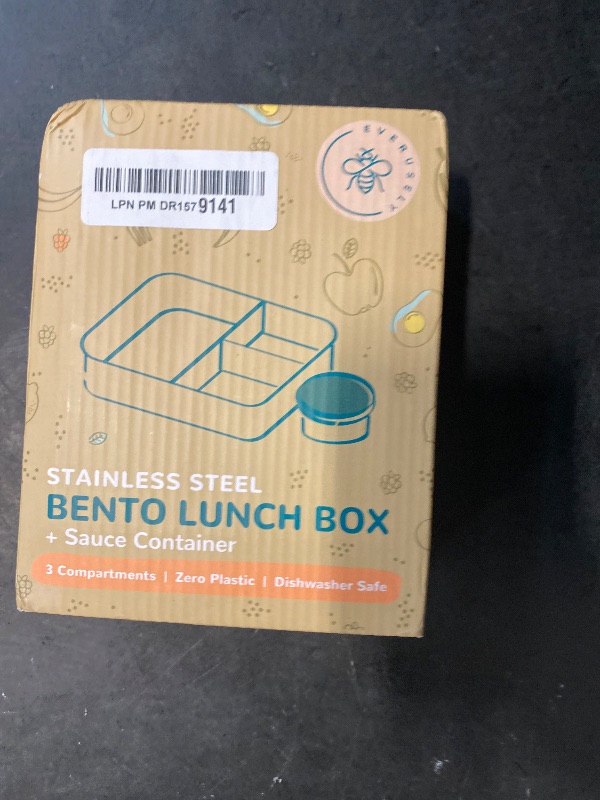 EVERUSELY
LPN PM DR1579141
STAINLESS STEEL
BENTO LUNCH BOX
+ Sauce Container
3 Compartments | Zero Plastic | Dishwasher Safe